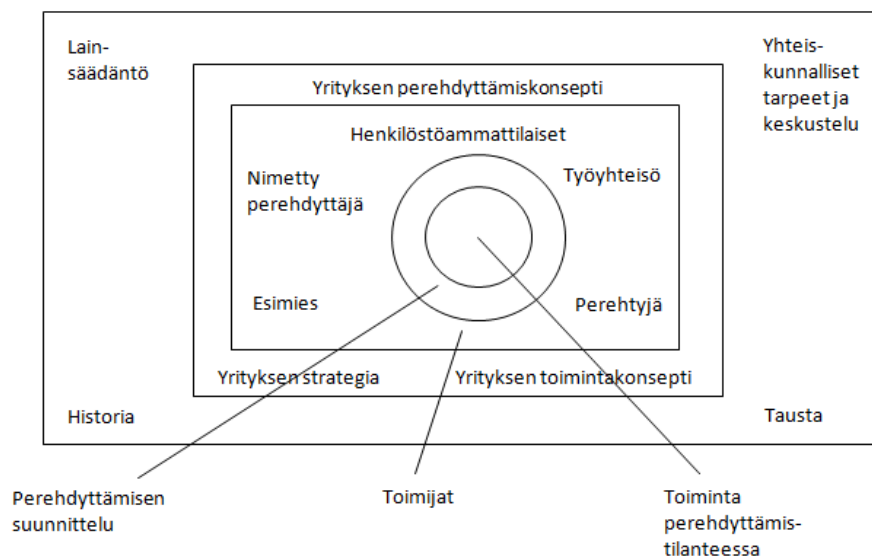 Lain-
säädäntö
Yhteis-
kunnalliset
tarpeet ja
keskustelu
Yrityksen perehdyttämiskonsepti
Henkilöstöammattilaiset
Nimetty
perehdyttäjä
Työyhteisö
Esimies
Perehtyjä
Yrityksen strategia
Yrityksen toimintakonsepti
Historia
Tausta
Perehdyttämisen
suunnittelu
Toimijat
Toiminta
perehdyttämis-
tilanteessa